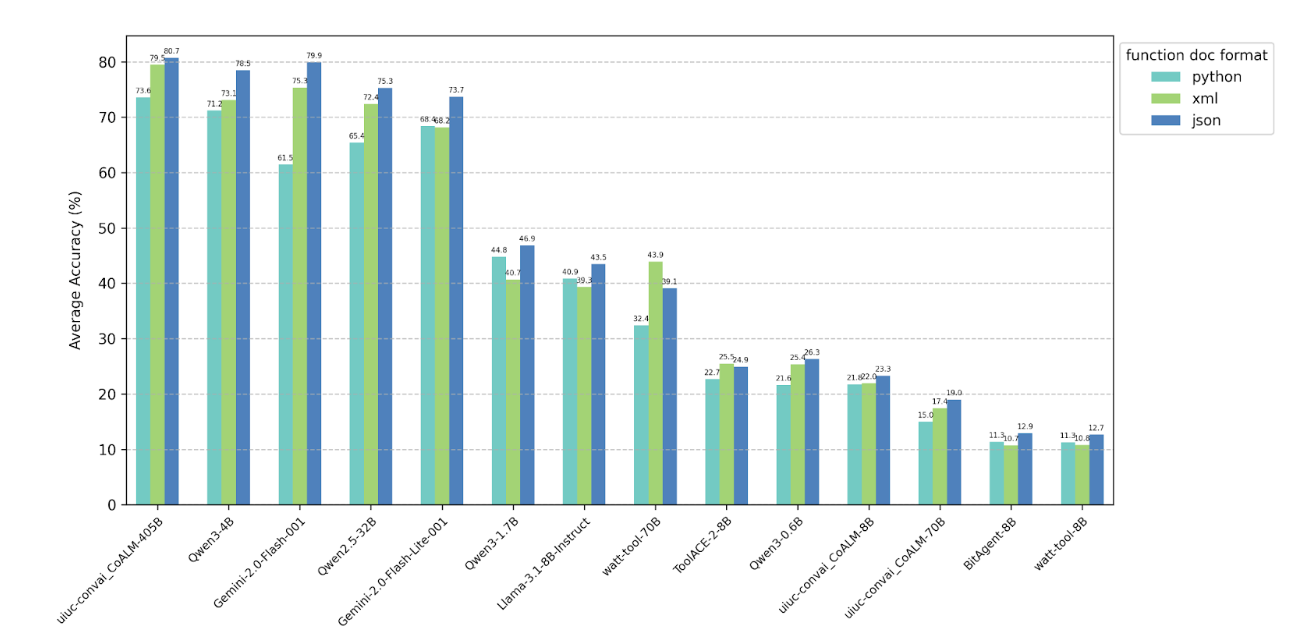 function doc format
python
xml
json
Average Accuracy (%)
80
70
60
50
40
30
20
10
0
73.6 79.5 80.7
71.2 73.1 78.5
61.5 75.3 79.9
65.4 72.4 75.3
68.4 68.2 73.7
44.8 40.7 46.9
40.9 39.3 43.5
32.4 43.9 39.1
22.7 25.5 24.9
21.6 25.4 26.3
21.8 22.0 23.3
15.0 17.4 19.0
11.3 10.7 12.9
11.3 10.8 12.7
uiuc-convai_CoALM-405B
Qwen3-4B
Gemini-2.0-Flash-001
Qwen2.5-32B
Gemini-2.0-Flash-Lite-001
Qwen3-1.7B
Llama-3.1-8B-Instruct
watt-tool-70B
ToolACE-2-8B
Qwen3-0.6B
uiuc-convai_CoALM-8B
uiuc-convai_CoALM-70B
BitAgent-8B
watt-tool-8B